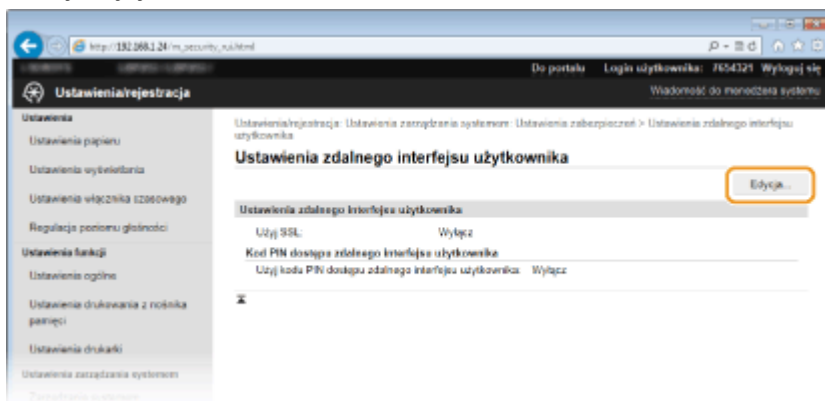 http://192.168.1.24/m_security_rui.html
Do portalu Login użytkownika: 7654321 Wyloguj się
Ustawienia/rejestracja
Wiadomość do menedżera systemu
Ustawienia
Ustawienia papieru
Ustawienia wyświetlania
Ustawienia włącznika czasowego
Regulacja poziomu głośności
Ustawienia funkcji
Ustawienia ogólne
Ustawienia drukowania z nośnika
pamięci
Ustawienia drukarki
Ustawienia zarządzania systemem
Zarządzanie systemem
Ustawienia/rejestracja: Ustawienia zarządzania systemem: Ustawienia zabezpieczeń > Ustawienia zdalnego interfejsu
użytkownika
Ustawienia zdalnego interfejsu użytkownika
Edycja...
Ustawienia zdalnego interfejsu użytkownika
Użyj SSL: Wyłącz
Kod PIN dostępu zdalnego interfejsu użytkownika
Użyj kodu PIN dostępu zdalnego interfejsu użytkownika: Wyłącz